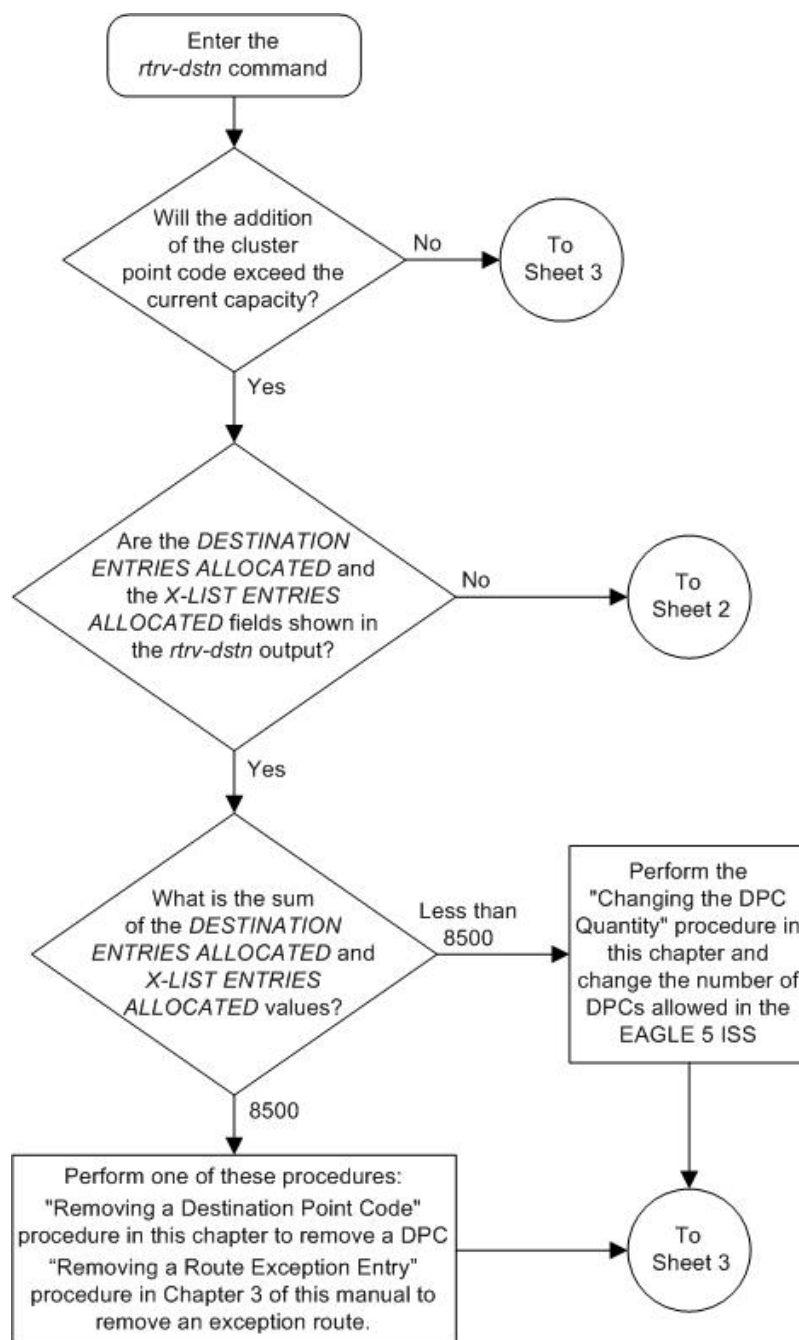 Enter the
rtrv-dstn command
Will the addition
of the cluster
point code exceed the
current capacity?
No
To
Sheet 3
Yes
Are the DESTINATION
ENTRIES ALLOCATED and
the X-LIST ENTRIES
ALLOCATED fields shown in
the rtrv-dstn output?
No
To
Sheet 2
Yes
What is the sum
of the DESTINATION
ENTRIES ALLOCATED and
X-LIST ENTRIES
ALLOCATED values?
Less than
8500
Perform the
"Changing the DPC
Quantity" procedure in
this chapter and
change the number of
DPCs allowed in the
EAGLE 5 ISS
8500
Perform one of these procedures:
"Removing a Destination Point Code"
procedure in this chapter to remove a DPC
“Removing a Route Exception Entry”
procedure in Chapter 3 of this manual to
remove an exception route.
To
Sheet 3